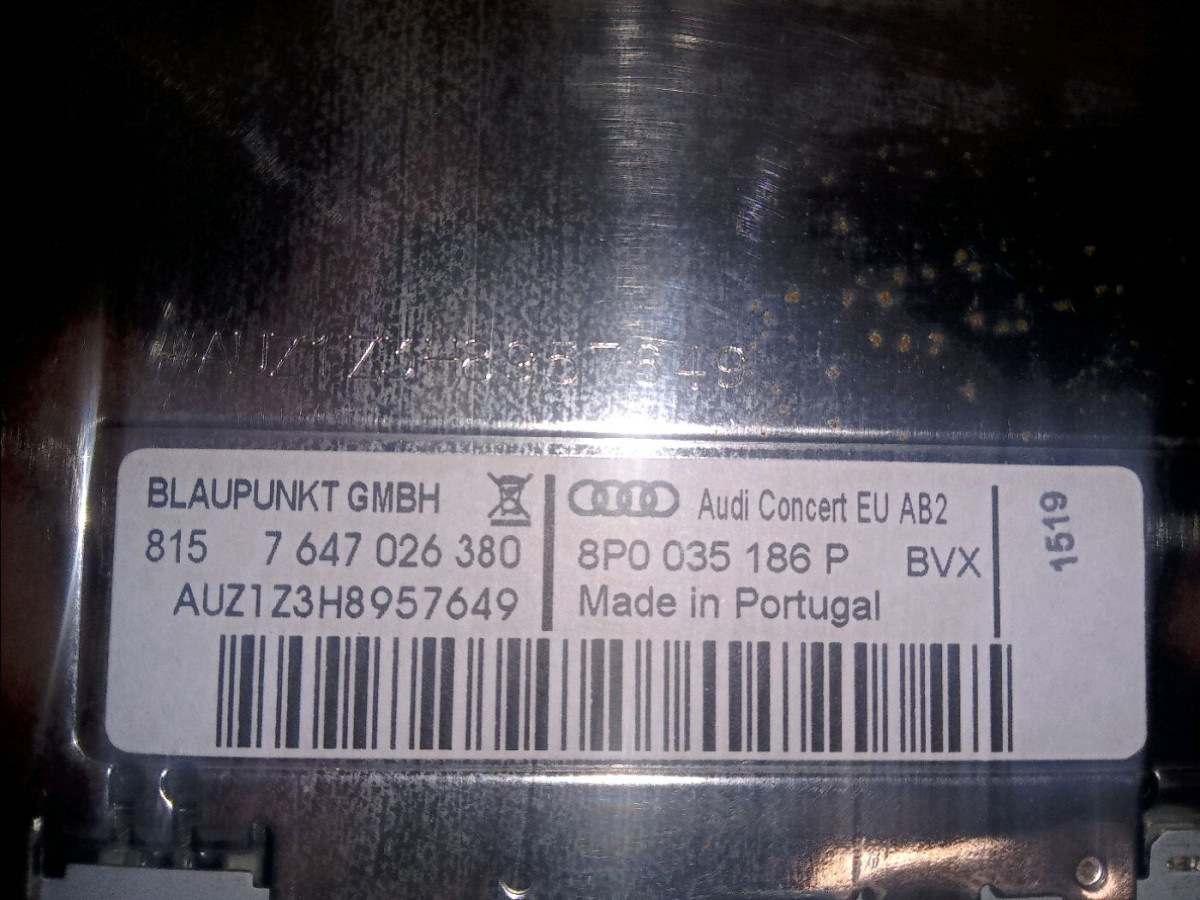 AUZ1Z3H8957649
BLAUPUNKT GMBH
815 7 647 026 380
AUZ1Z3H8957649
Audi Concert EU AB2
8P0 035 186 P BVX
Made in Portugal
1519